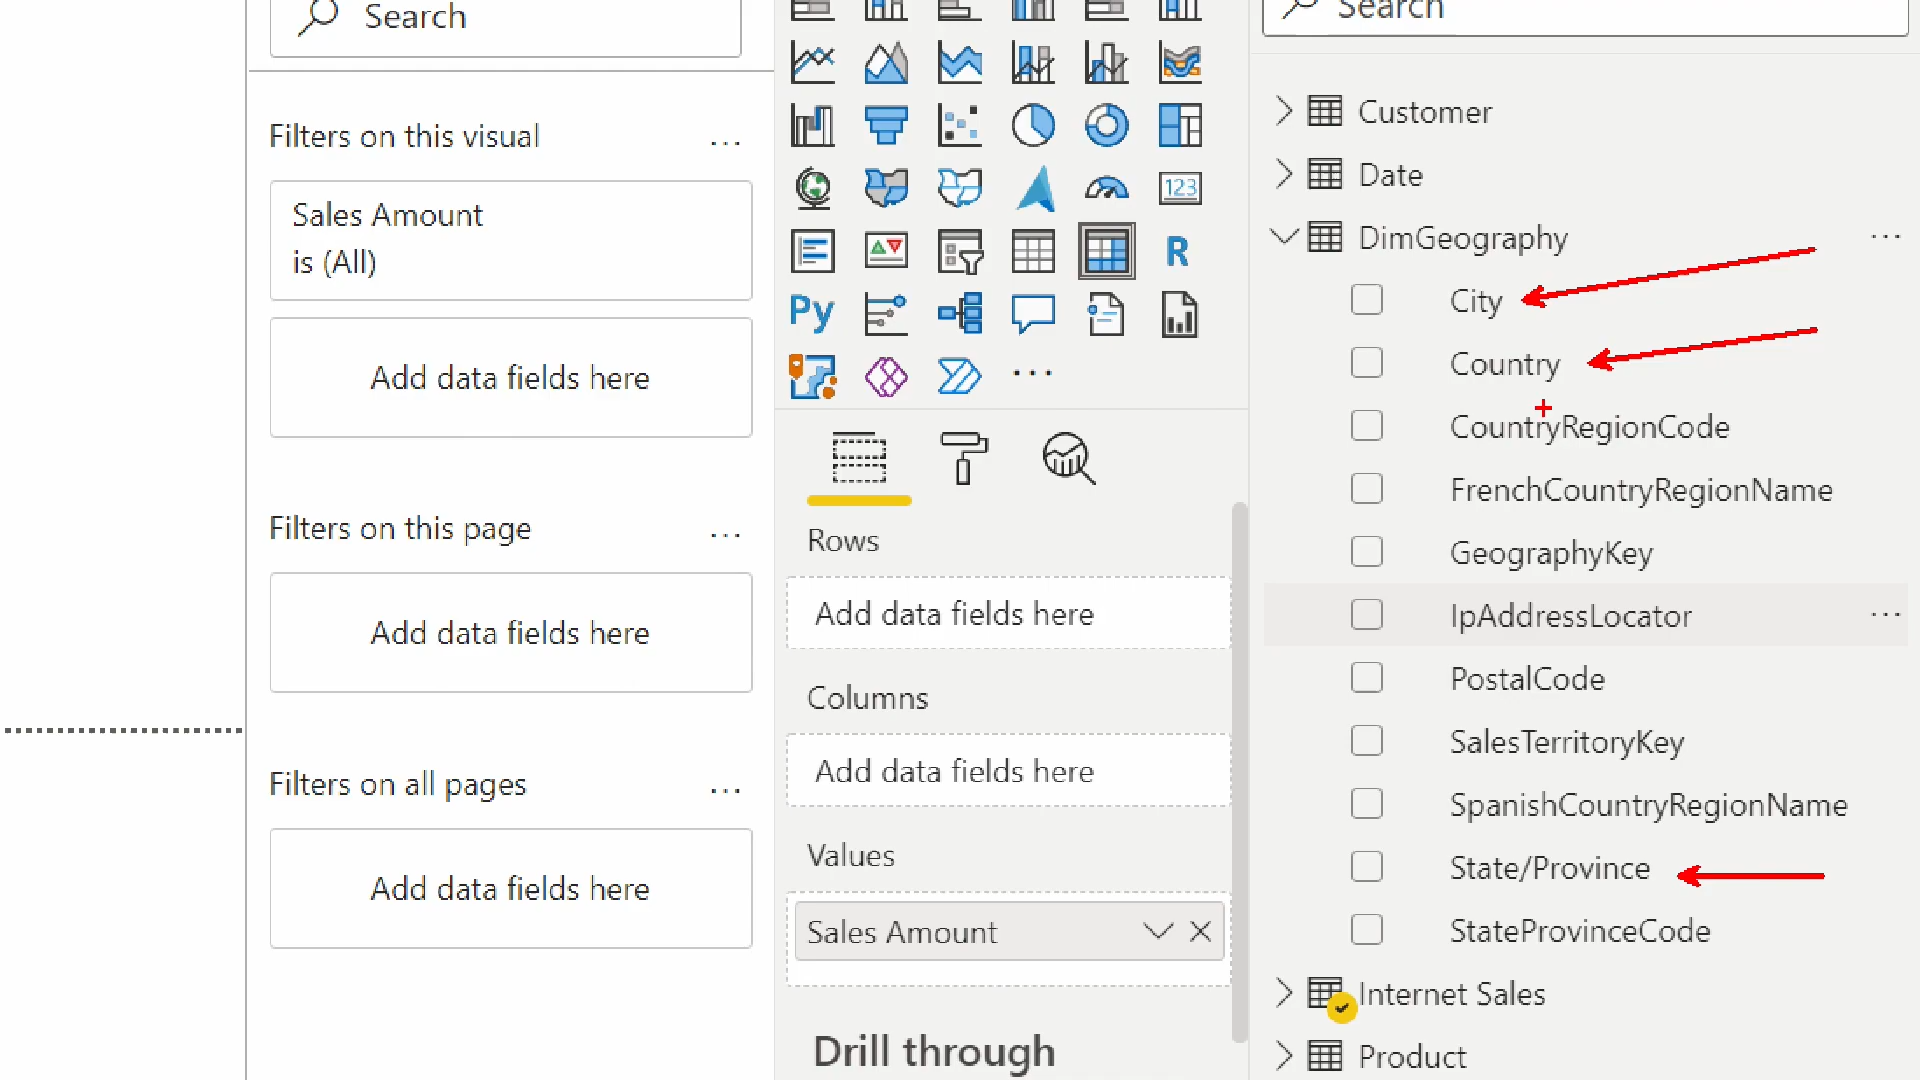 Search
Filters on this visual
...
Sales Amount
is (All)
Add data fields here
Filters on this page
...
Add data fields here
Filters on all pages
...
Add data fields here
123
R
Py
...
Rows
Add data fields here
Columns
Add data fields here
Values
Sales Amount
Drill through
Search
Customer
Date
DimGeography
...
City
Country
CountryRegionCode
FrenchCountryRegionName
GeographyKey
IpAddressLocator
...
PostalCode
SalesTerritoryKey
SpanishCountryRegionName
State/Province
StateProvinceCode
Internet Sales
Product